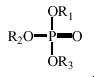 OR₁
R₂O P O
OR₃
.